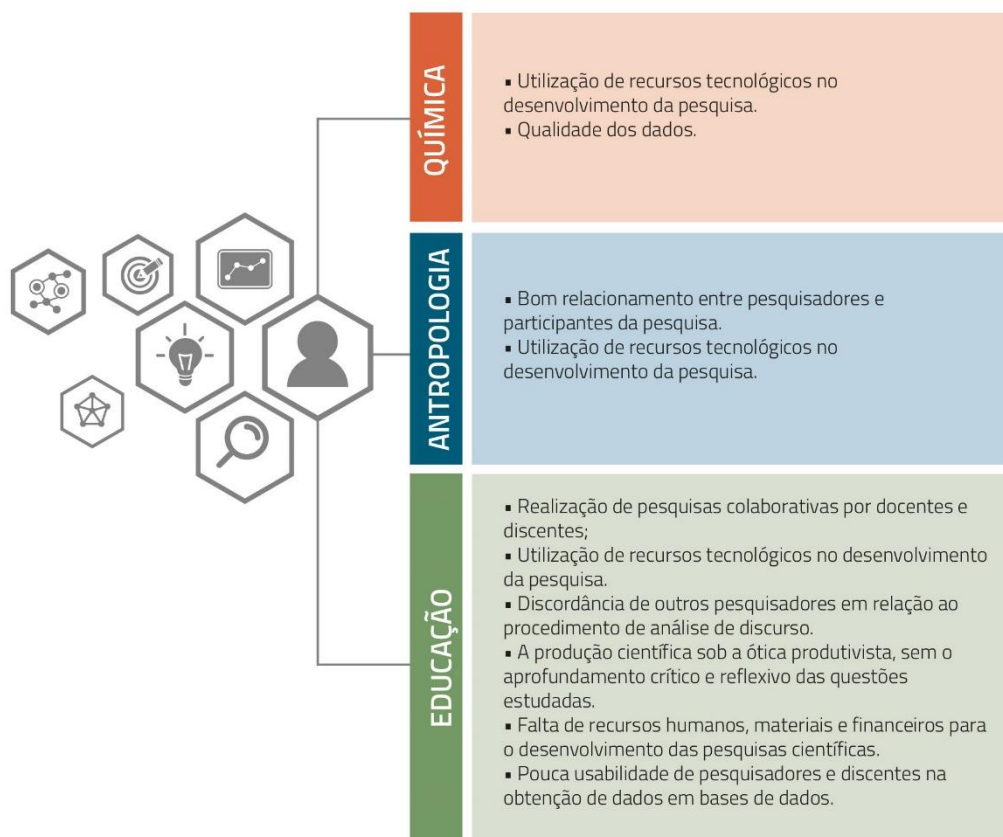 QUÍMICA
▪ Utilização de recursos tecnológicos no
desenvolvimento da pesquisa.
▪ Qualidade dos dados.
ANTROPOLOGIA
▪ Bom relacionamento entre pesquisadores e
participantes da pesquisa.
▪ Utilização de recursos tecnológicos no
desenvolvimento da pesquisa.
EDUCAÇÃO
▪ Realização de pesquisas colaborativas por docentes e
discentes;
▪ Utilização de recursos tecnológicos no desenvolvimento
da pesquisa.
▪ Discordância de outros pesquisadores em relação ao
procedimento de análise de discurso.
▪ A produção científica sob a ótica produtivista, sem o
aprofundamento crítico e reflexivo das questões
estudadas.
▪ Falta de recursos humanos, materiais e financeiros para
o desenvolvimento das pesquisas científicas.
▪ Pouca usabilidade de pesquisadores e discentes na
obtenção de dados em bases de dados.